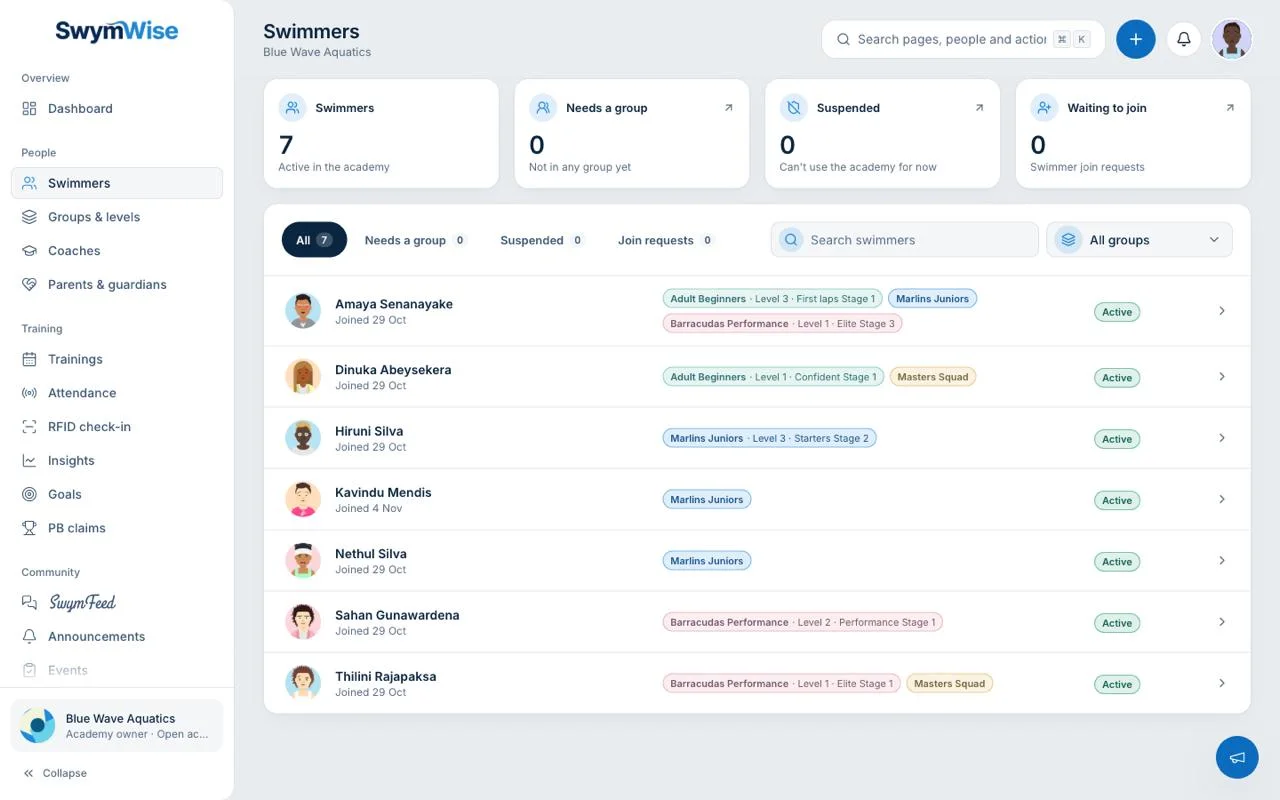 SwymWise
Overview
Dashboard
People
Swimmers
Groups & levels
Coaches
Parents & guardians
Training
Trainings
Attendance
RFID check-in
Insights
Goals
PB claims
Community
SwymFeed
Announcements
Events
Blue Wave Aquatics
Academy owner · Open ac...
Collapse
Swimmers
Blue Wave Aquatics
Search pages, people and action
⌘ K
Swimmers
7
Active in the academy
Needs a group
0
Not in any group yet
Suspended
0
Can't use the academy for now
Waiting to join
0
Swimmer join requests
All 7
Needs a group 0
Suspended 0
Join requests 0
Search swimmers
All groups
Amaya Senanayake
Joined 29 Oct
Adult Beginners · Level 3 · First laps Stage 1
Marlins Juniors
Barracudas Performance · Level 1 · Elite Stage 3
Active
Dinuka Abeysekera
Joined 29 Oct
Adult Beginners · Level 1 · Confident Stage 1
Masters Squad
Active
Hiruni Silva
Joined 29 Oct
Marlins Juniors · Level 3 · Starters Stage 2
Active
Kavindu Mendis
Joined 4 Nov
Marlins Juniors
Active
Nethul Silva
Joined 29 Oct
Marlins Juniors
Active
Sahan Gunawardena
Joined 29 Oct
Barracudas Performance · Level 2 · Performance Stage 1
Active
Thilini Rajapaksa
Joined 29 Oct
Barracudas Performance · Level 1 · Elite Stage 1
Masters Squad
Active